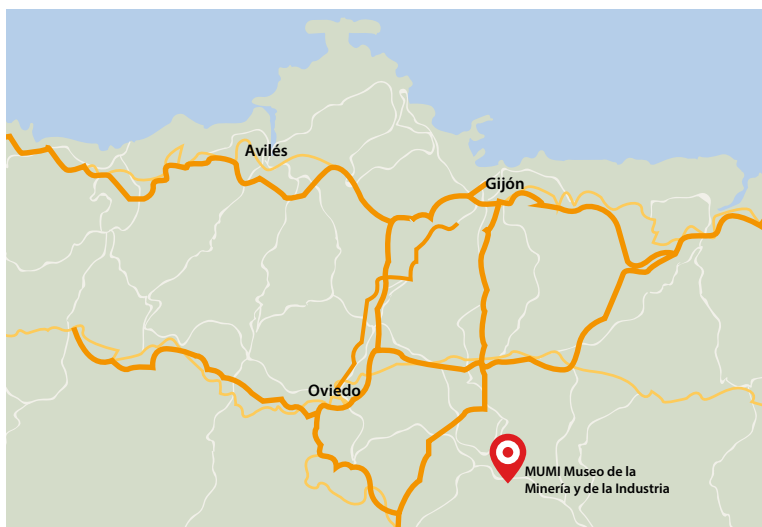 Avilés
Gijón
Oviedo
MUMI Museo de la
Minería y de la Industria